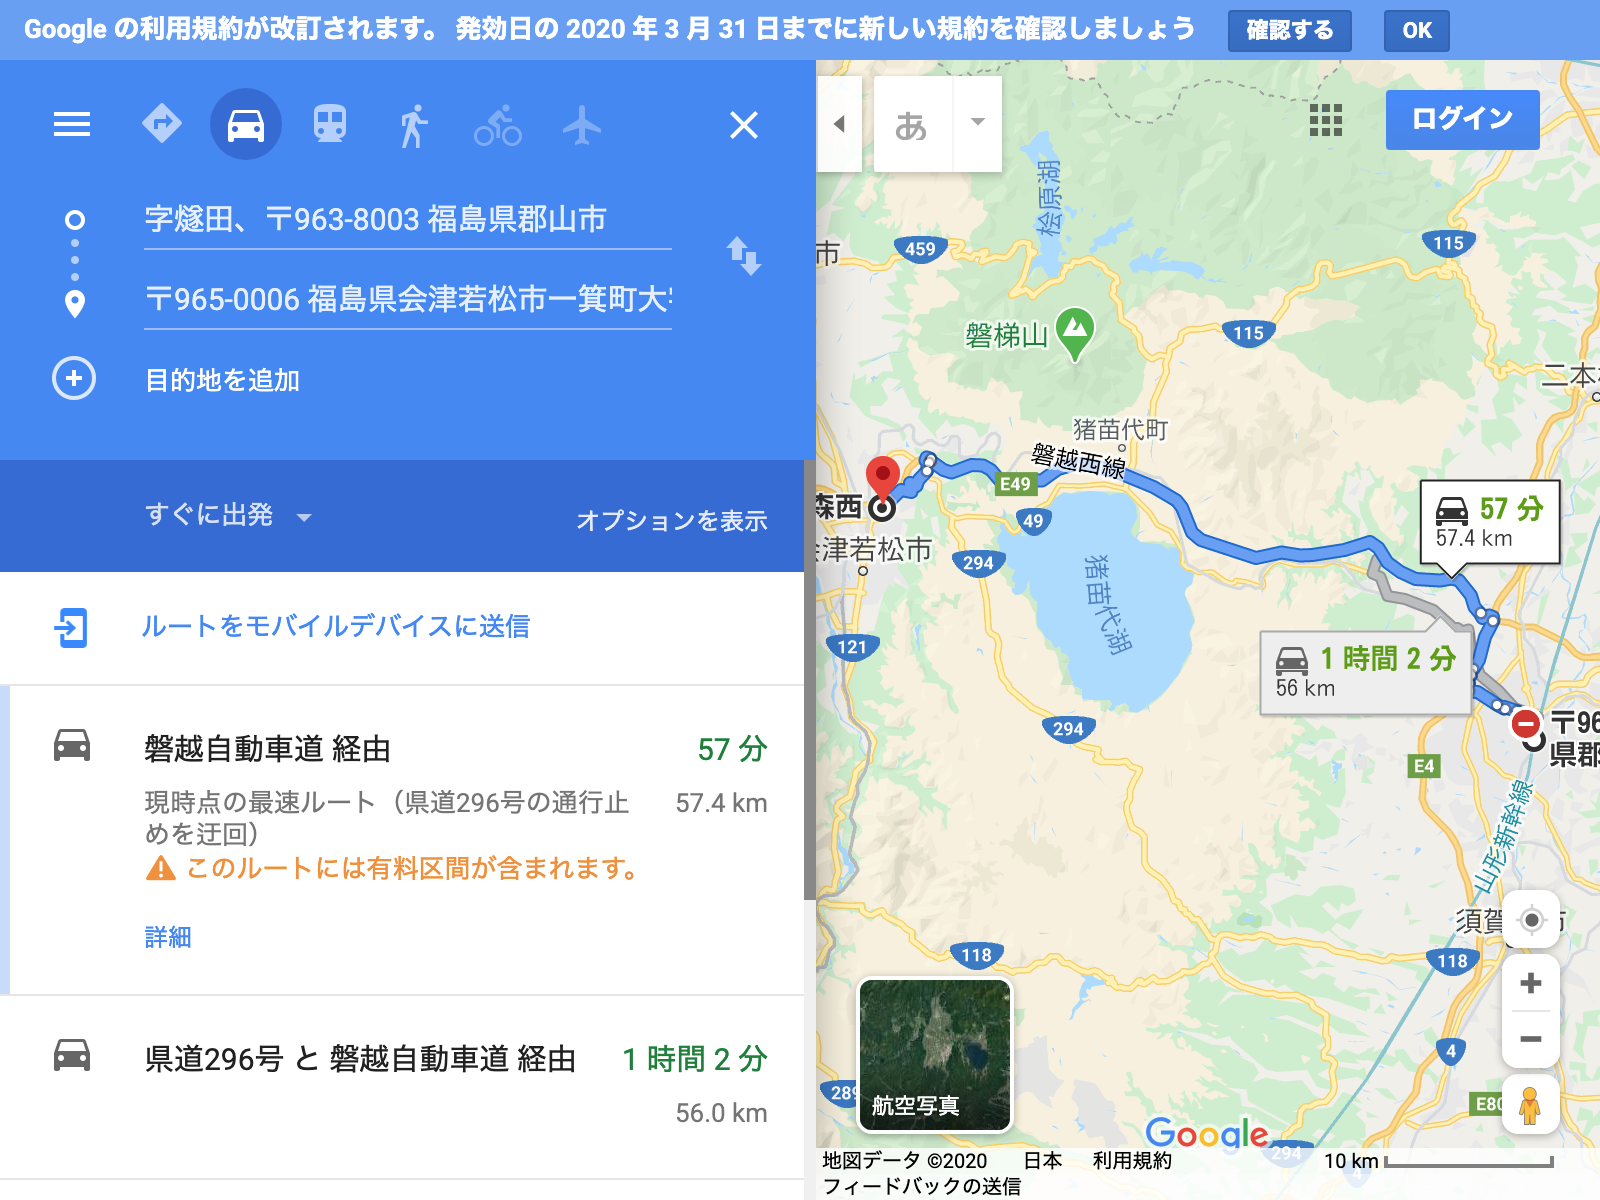 Google の利用規約が改訂されます。 発効日の 2020 年 3 月 31 日までに新しい規約を確認しましょう
確認する
OK
字燧田、〒963-8003 福島県郡山市
〒965-0006 福島県会津若松市一箕町大
目的地を追加
すぐに出発
オプションを表示
ルートをモバイルデバイスに送信
磐越自動車道 経由
57 分
現時点の最速ルート（県道296号の通行止
57.4 km
めを迂回）
このルートには有料区間が含まれます。
詳細
県道296号 と 磐越自動車道 経由
1 時間 2 分
56.0 km
あ
ログイン
桧原湖
市
459
115
磐梯山
115
二本
猪苗代町
磐越西線
E49
森西
49
会津若松市
294
57 分
57.4 km
猪苗代湖
121
1 時間 2 分
56 km
294
〒96
県郡
E4
山形新幹線
須賀
市
118
118
4
289
航空写真
E80
Google
294
4
地図データ ©2020
日本
利用規約
10 km
フィードバックの送信